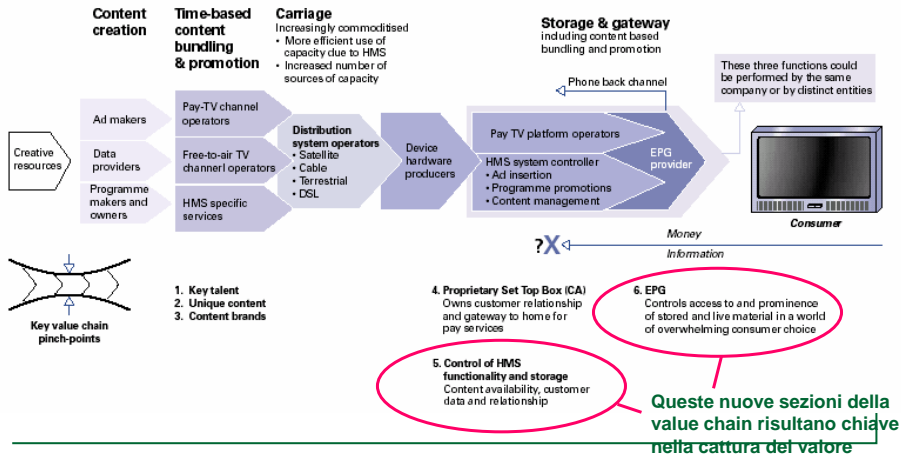 Content
creation
Time-based
content
bundling
& promotion
Carriage
Increasingly commoditised
• More efficient use of
capacity due to HMS
• Increased number of
sources of capacity
Storage & gateway
including content based
bundling and promotion
Phone back channel
These three functions could
be performed by the same
company or by distinct entities
Creative
resources
Ad makers
Data
providers
Programme
makers and
owners
Pay-TV channel
operators
Free-to-air TV
channel operators
HMS specific
services
Distribution
system operators
• Satellite
• Cable
• Terrestrial
• DSL
Device
hardware
producers
Pay TV platform operators
HMS system controller
• Ad insertion
• Programme promotions
• Content management
EPG
provider
Consumer
Money
?X
Information
Key value chain
pinch-points
1. Key talent
2. Unique content
3. Content brands
4. Proprietary Set Top Box (CA)
Owns customer relationship
and gateway to home for
pay services
5. Control of HMS
functionality and storage
Content availability, customer
data and relationship
6. EPG
Controls access to and prominence
of stored and live material in a world
of overwhelming consumer choice
Queste nuove sezioni della
value chain risultano chiave
nella cattura del valore